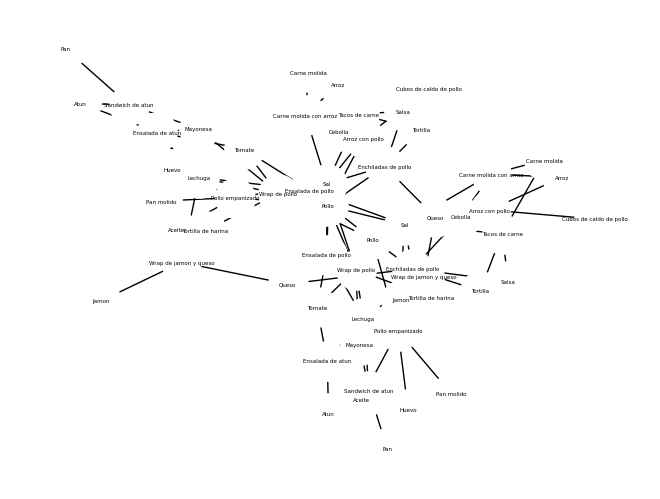 Pan
Carne molida
Arroz
Cubos de caldo de pollo
Atun
Sandwich de atun
Carne molida con arroz
Tacos de carne
Salsa
Mayonesa
Tortilla
Ensalada de atun
Cebolla
Arroz con pollo
Tomate
Carne molida
Enchiladas de pollo
Huevo
Carne molida con arroz
Arroz
Lechuga
Sal
Ensalada de pollo
Wrap de pollo
Pollo empanizado
Pan molido
Pollo
Arroz con pollo
Queso
Cebolla
Cubos de caldo de pollo
Sal
Aceite
Tortilla de harina
Tacos de carne
Pollo
Ensalada de pollo
Wrap de jamon y queso
Wrap de pollo
Enchiladas de pollo
Wrap de jamon y queso
Salsa
Queso
Tortilla
Jamon
Jamon
Tortilla de harina
Tomate
Lechuga
Pollo empanizado
Mayonesa
Ensalada de atun
Sandwich de atun
Pan molido
Aceite
Huevo
Atun
Pan